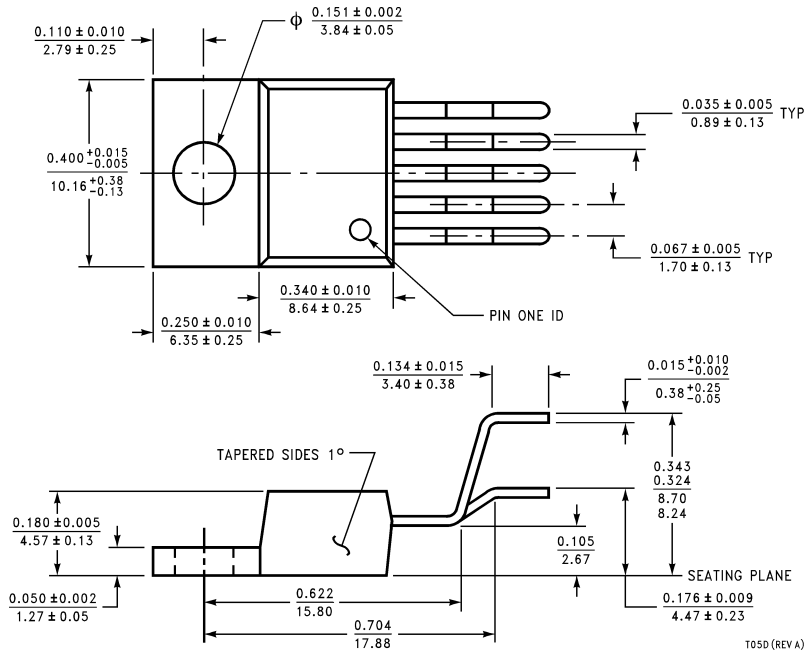 0.110 ± 0.010
2.79 ± 0.25
ϕ 0.151 ± 0.002
3.84 ± 0.05
0.035 ± 0.005
0.89 ± 0.13 TYP
0.400 +0.015
-0.005
10.16 +0.38
-0.13
0.067 ± 0.005
1.70 ± 0.13 TYP
0.340 ± 0.010
8.64 ± 0.25
PIN ONE ID
0.250 ± 0.010
6.35 ± 0.25
0.134 ± 0.015
3.40 ± 0.38
0.015 +0.010
-0.002
0.38 +0.25
-0.05
TAPERED SIDES 1°
0.343
0.324
8.70
8.24
0.180 ± 0.005
4.57 ± 0.13
0.105
2.67
SEATING PLANE
0.050 ± 0.002
1.27 ± 0.05
0.622
15.80
0.176 ± 0.009
4.47 ± 0.23
0.704
17.88
T05D (REV A)